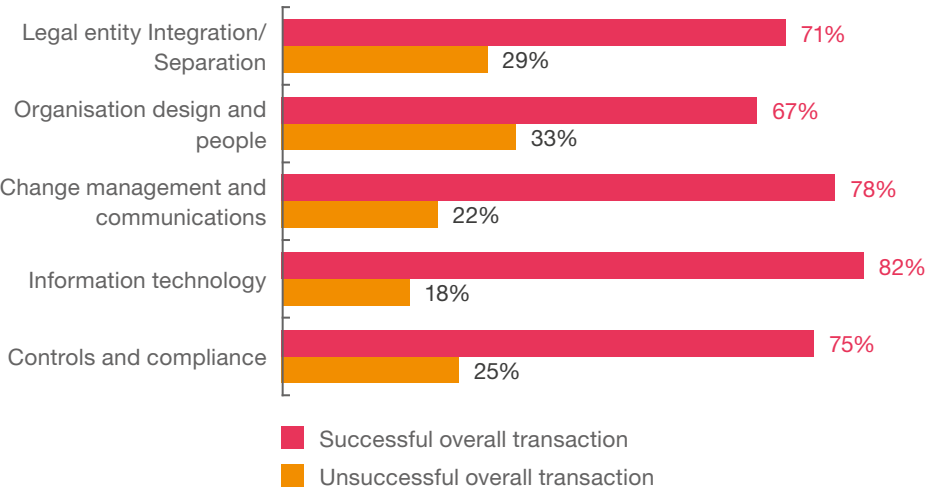 Legal entity Integration/
Separation
71%
29%
Organisation design and
people
67%
33%
Change management and
communications
78%
22%
Information technology
82%
18%
Controls and compliance
75%
25%
Successful overall transaction
Unsuccessful overall transaction